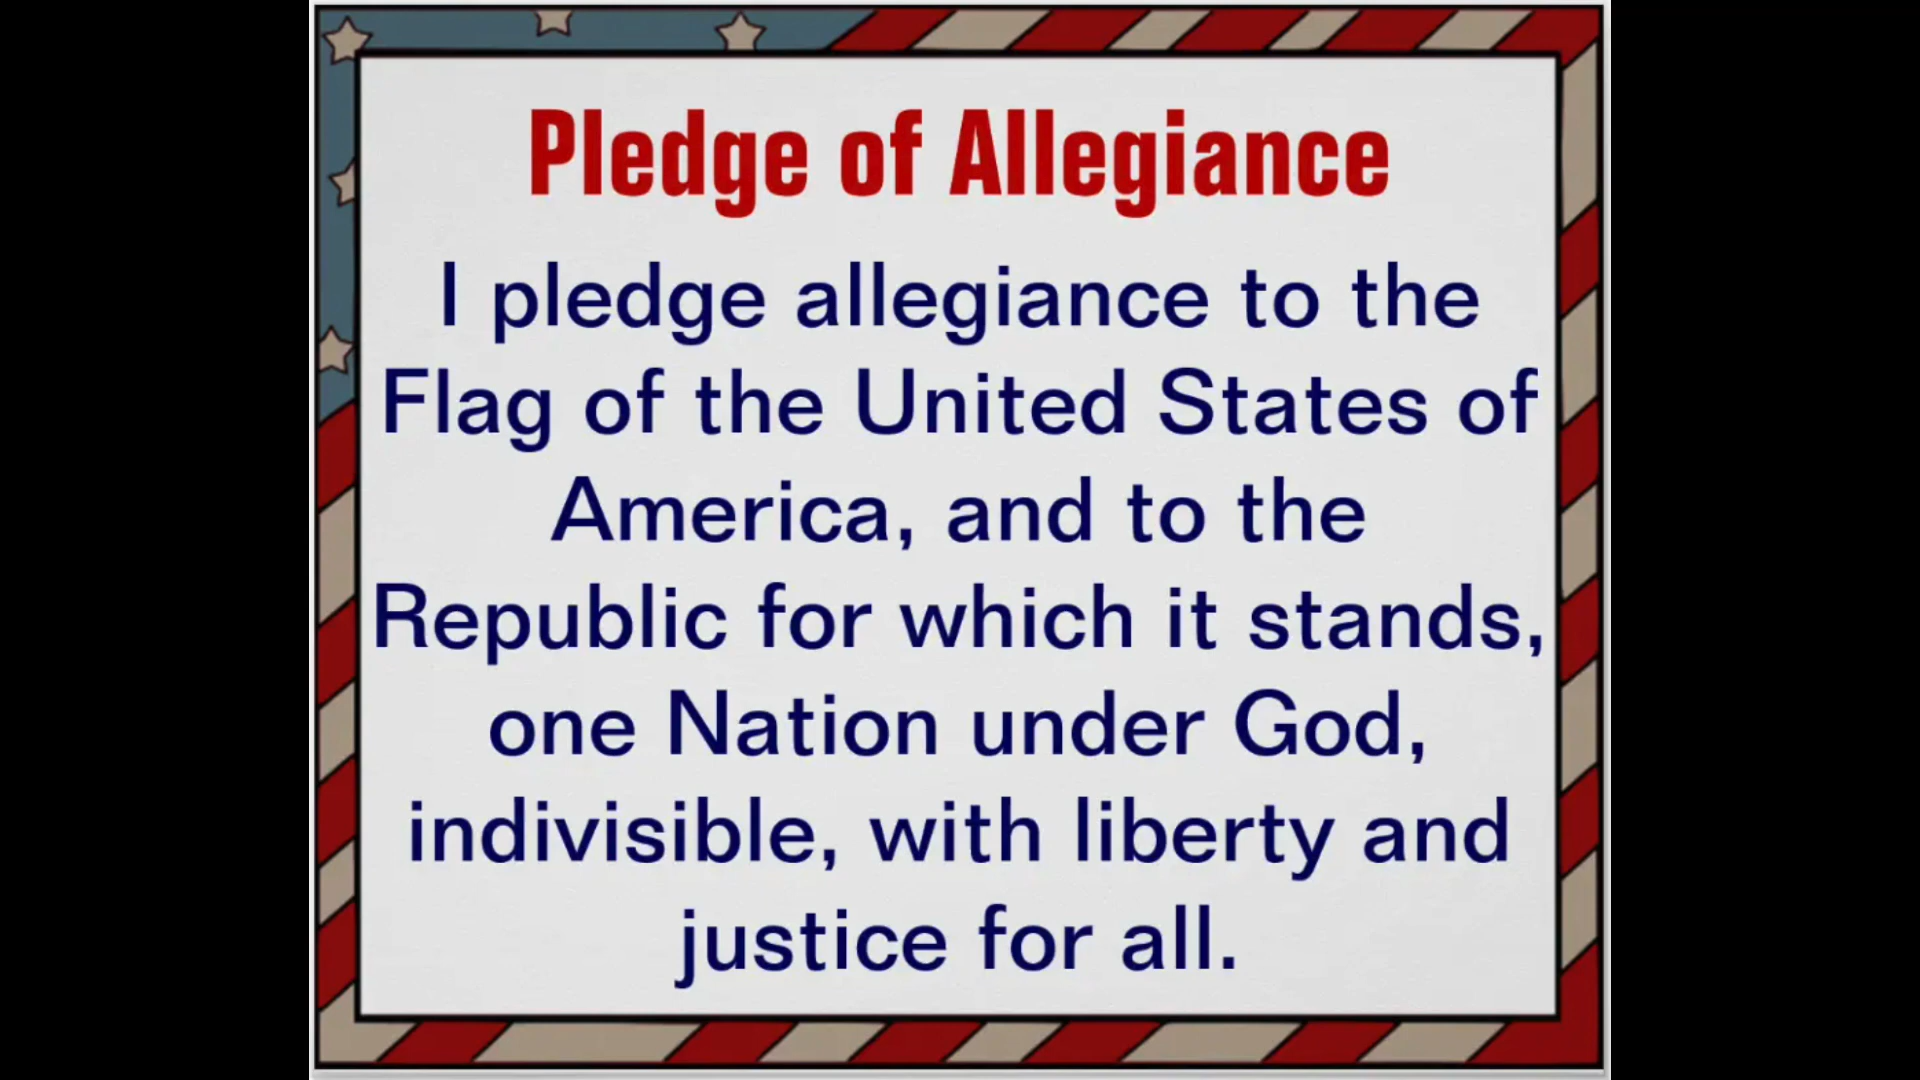 Pledge of Allegiance
I pledge allegiance to the
Flag of the United States of
America, and to the
Republic for which it stands,
one Nation under God,
indivisible, with liberty and
justice for all.